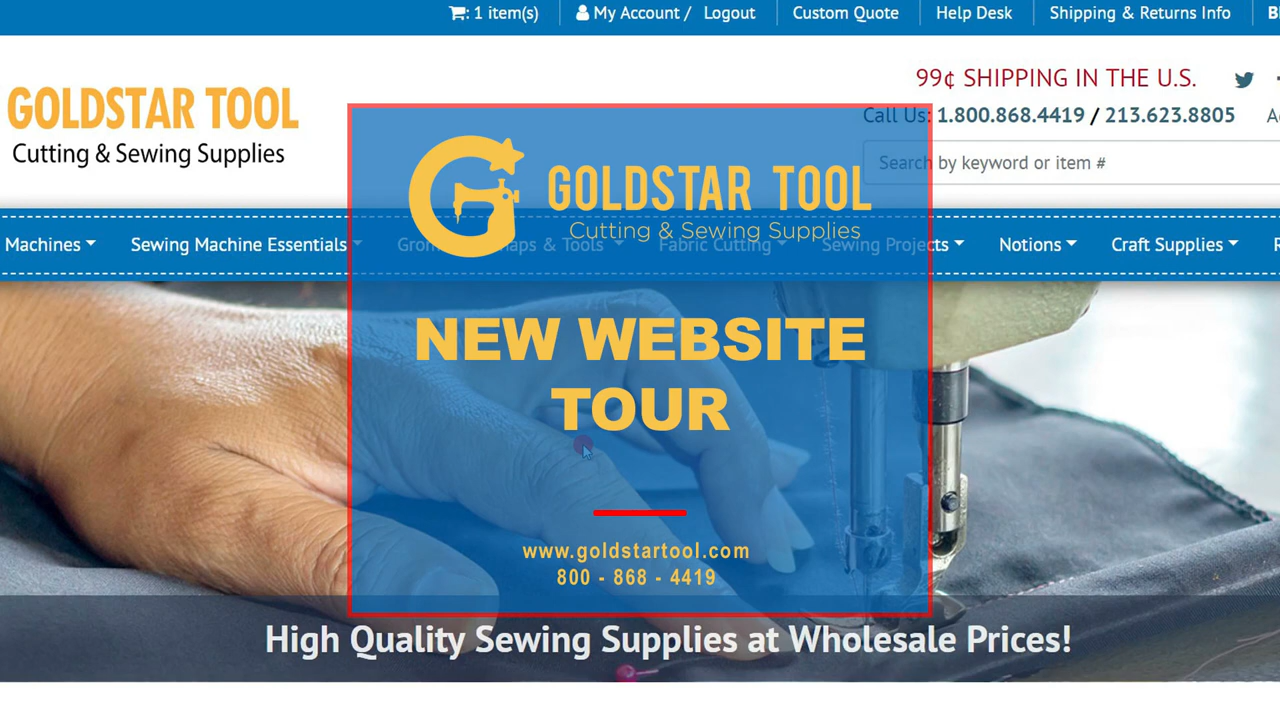 : 1 item(s) My Account / Logout Custom Quote Help Desk Shipping & Returns Info
GOLDSTAR TOOL
Cutting & Sewing Supplies
99¢ SHIPPING IN THE U.S.
Call Us: 1.800.868.4419 / 213.623.8805
Search by keyword or item #
Machines Sewing Machine Essentials & Tools Fabric Cutting Sewing Projects Notions Craft Supplies
GOLDSTAR TOOL
Cutting & Sewing Supplies
NEW WEBSITE
TOUR
www.goldstartool.com
800 - 868 - 4419
High Quality Sewing Supplies at Wholesale Prices!